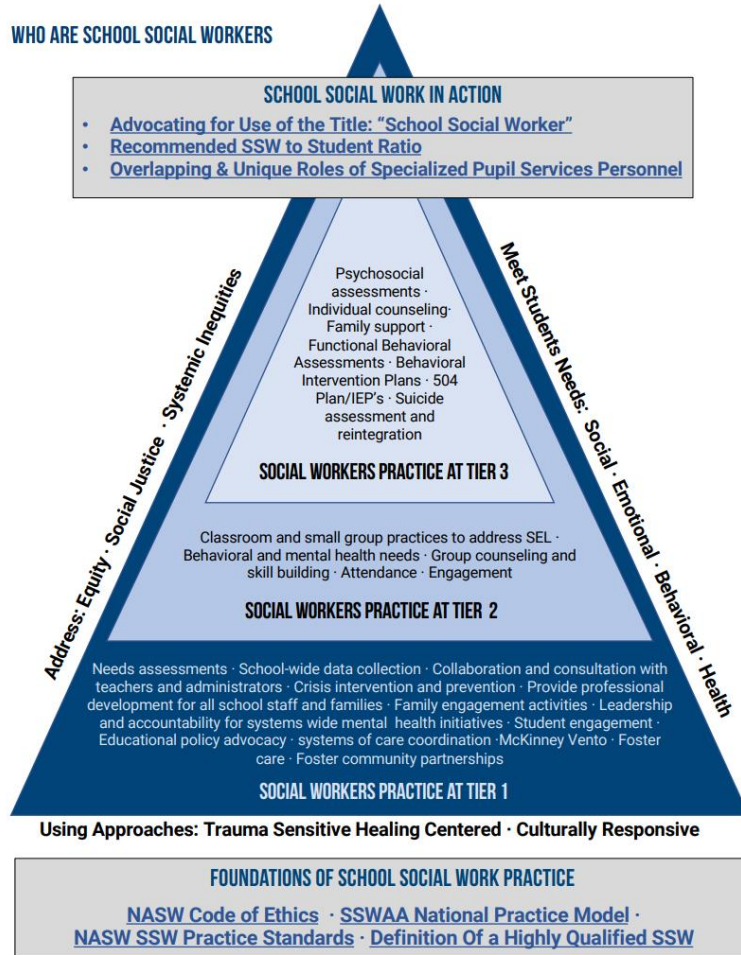 WHO ARE SCHOOL SOCIAL WORKERS
SCHOOL SOCIAL WORK IN ACTION
• Advocating for Use of the Title: “School Social Worker”
• Recommended SSW to Student Ratio
• Overlapping & Unique Roles of Specialized Pupil Services Personnel
Address: Equity · Social Justice · Systemic Inequities
Meet Students Needs: Social · Emotional · Behavioral · Health
Psychosocial
assessments ·
Individual counseling·
Family support ·
Functional Behavioral
Assessments · Behavioral
Intervention Plans · 504
Plan/IEP's · Suicide
assessment and
reintegration
SOCIAL WORKERS PRACTICE AT TIER 3
Classroom and small group practices to address SEL ·
Behavioral and mental health needs · Group counseling and
skill building · Attendance · Engagement
SOCIAL WORKERS PRACTICE AT TIER 2
Needs assessments · School-wide data collection · Collaboration and consultation with
teachers and administrators · Crisis intervention and prevention · Provide professional
development for all school staff and families · Family engagement activities · Leadership
and accountability for systems wide mental health initiatives · Student engagement ·
Educational policy advocacy · systems of care coordination ·McKinney Vento · Foster
care · Foster community partnerships
SOCIAL WORKERS PRACTICE AT TIER 1
Using Approaches: Trauma Sensitive Healing Centered · Culturally Responsive
FOUNDATIONS OF SCHOOL SOCIAL WORK PRACTICE
NASW Code of Ethics · SSWAA National Practice Model ·
NASW SSW Practice Standards · Definition Of a Highly Qualified SSW